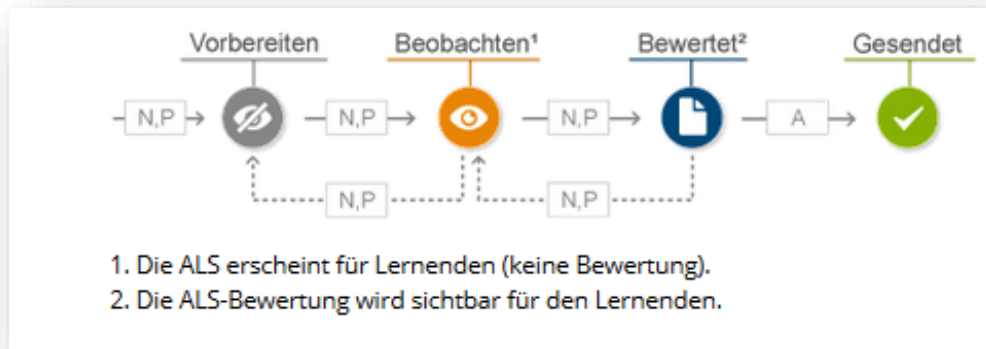 Vorbereiten Beobachten¹ Bewertet² Gesendet
N,P N,P N,P A
N,P N,P
1. Die ALS erscheint für Lernenden (keine Bewertung).
2. Die ALS-Bewertung wird sichtbar für den Lernenden.